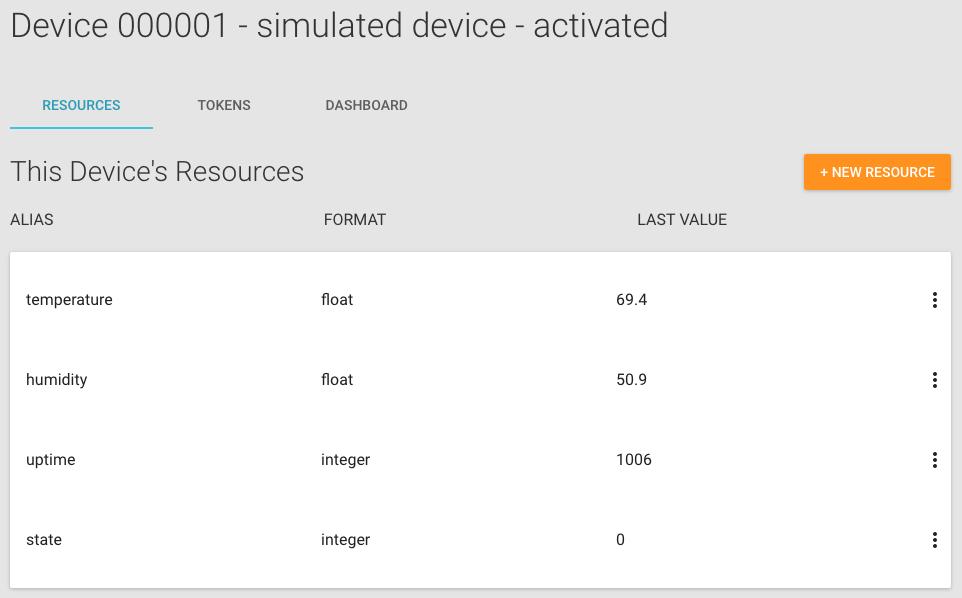 Device 000001 - simulated device - activated
RESOURCES TOKENS DASHBOARD
This Device's Resources
+ NEW RESOURCE
ALIAS FORMAT LAST VALUE
temperature float 69.4
humidity float 50.9
uptime integer 1006
state integer 0